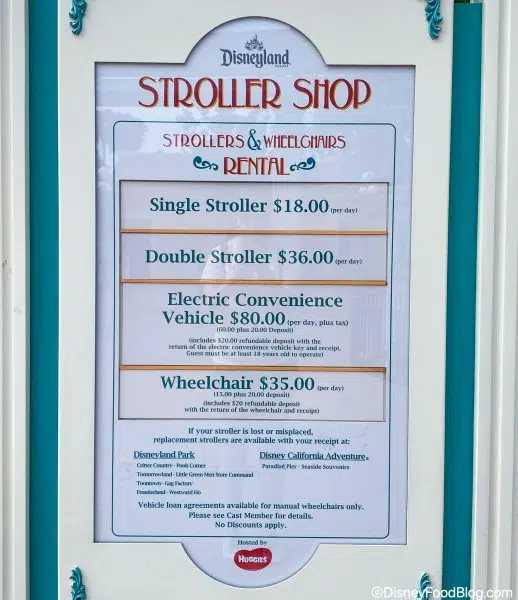 Disneyland
RESORT
STROLLER SHOP
STROLLERS & WHEELCHAIRS
RENTAL
Single Stroller $18.00 (per day)
Double Stroller $36.00 (per day)
Electric Convenience
Vehicle $80.00 (per day, plus tax)
(60.00 plus 20.00 Deposit)
(includes $20.00 refundable deposit with the
return of the electric convenience vehicle key and receipt.
Guest must be at least 18 years old to operate)
Wheelchair $35.00 (per day)
(15.00 plus 20.00 deposit)
(includes $20 refundable deposit
with the return of the wheelchair and receipt)
If your stroller is lost or misplaced,
replacement strollers are available with your receipt at:
Disneyland Park
Critter Country - Pooh Corner
Tomorrowland - Little Green Men Store Command
Toontown - Gag Factory
Frontierland - Westward Ho
Disney California Adventure®
Paradise Pier - Seaside Souvenirs
Vehicle loan agreements available for manual wheelchairs only.
Please see Cast Member for details.
No Discounts apply.
Hosted by
HUGGIES
©DisneyFoodBlog.com